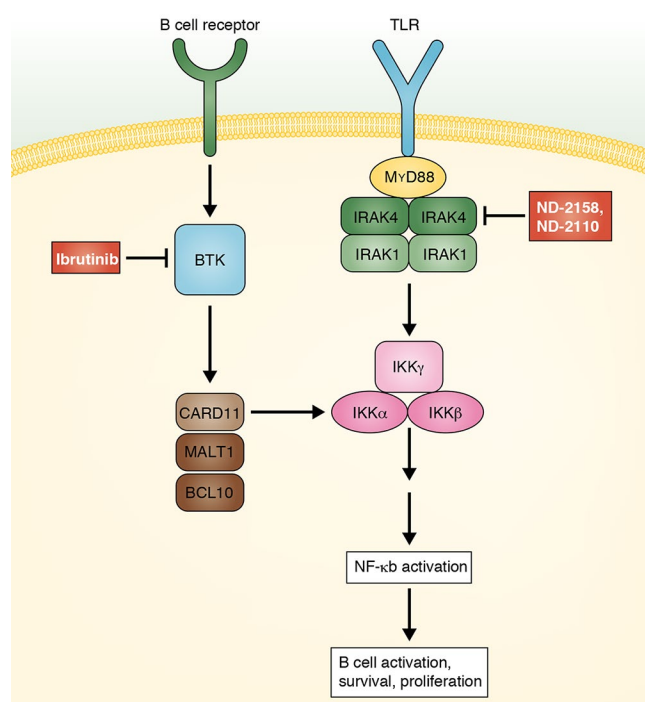 B cell receptor
TLR
MYD88
IRAK4 IRAK4
ND-2158,
ND-2110
IRAK1 IRAK1
Ibrutinib
BTK
IKKγ
CARD11
IKKα IKKβ
MALT1
BCL10
NF-κb activation
B cell activation,
survival, proliferation